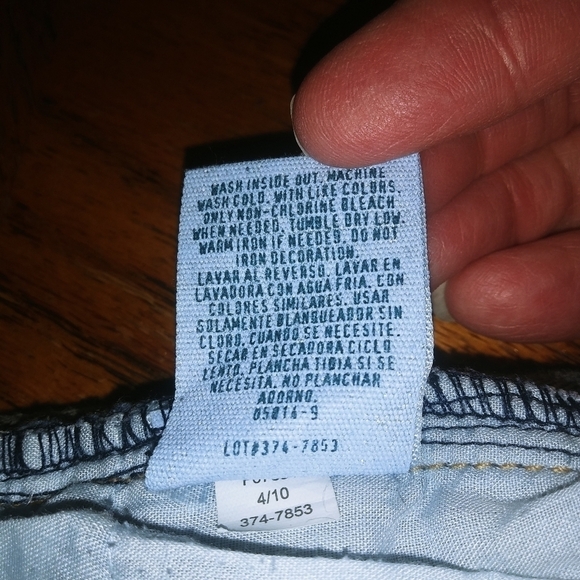 WASH INSIDE OUT. MACHINE
WASH COLD. WITH LIKE COLORS.
ONLY NON-CHLORINE BLEACH
WHEN NEEDED. TUMBLE DRY LOW.
WARM IRON IF NEEDED. DO NOT
IRON DECORATION.
LAVAR AL REVERSO. LAVAR EN
LAVADORA CON AGUA FRIA. CON
COLORES SIMILARES. USAR
SOLAMENTE BLANQUEADOR SIN
CLORO. CUANDO SE NECESITE.
SECAR EN SECADORA CICLO
LENTO. PLANCHA TIDIA SI SE
NECESITA. NO PLANCHAR
ADORNO.
05014-9
LOT#374-7853
4/10
374-7853